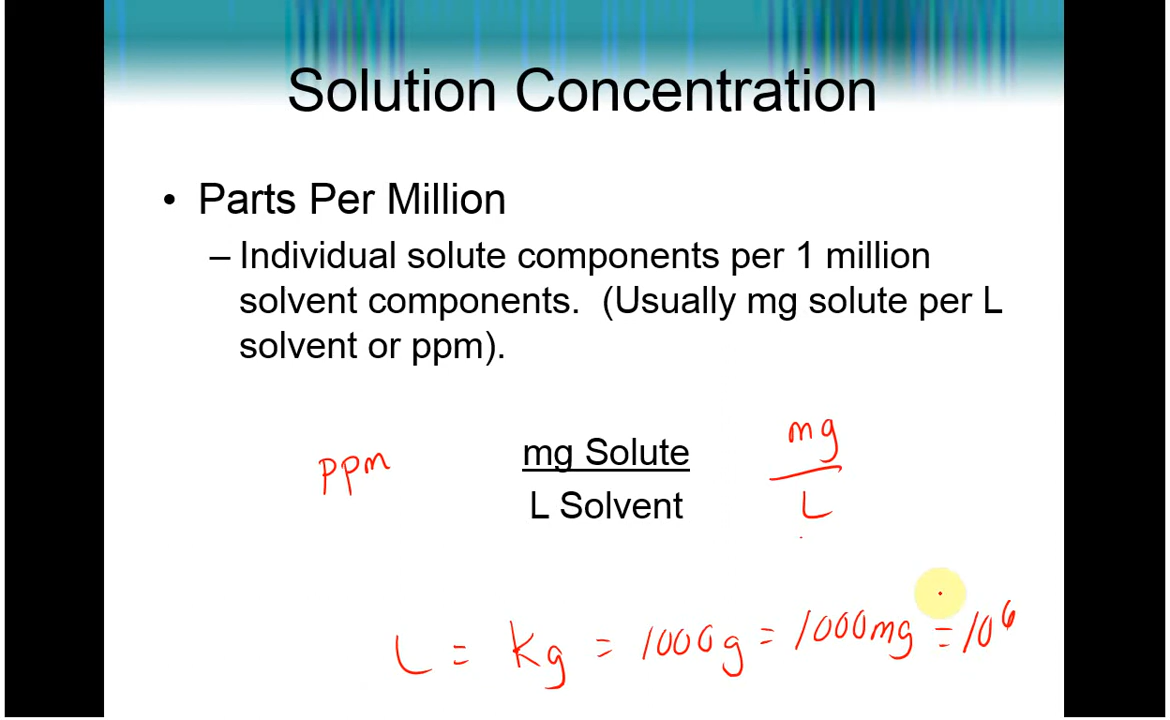 Solution Concentration
• Parts Per Million
– Individual solute components per 1 million
solvent components. (Usually mg solute per L
solvent or ppm).
ppm
mg Solute
L Solvent
mg
L
L = kg = 1000g = 1000mg = 10⁶